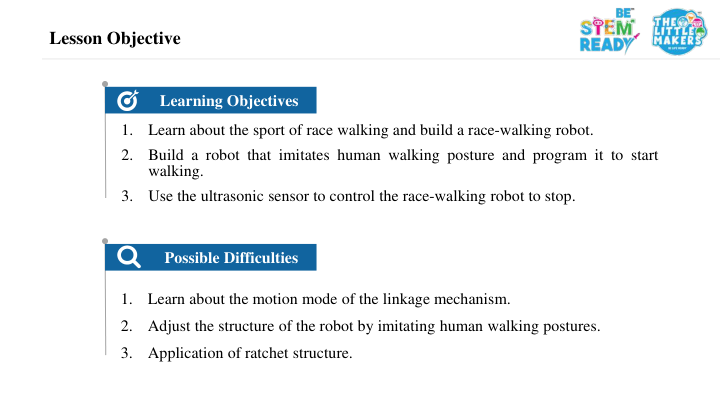 Lesson Objective
BE
STEM
READY
THE
LITTLE
MAKERS
Learning Objectives
1. Learn about the sport of race walking and build a race-walking robot.
2. Build a robot that imitates human walking posture and program it to start
walking.
3. Use the ultrasonic sensor to control the race-walking robot to stop.
Possible Difficulties
1. Learn about the motion mode of the linkage mechanism.
2. Adjust the structure of the robot by imitating human walking postures.
3. Application of ratchet structure.